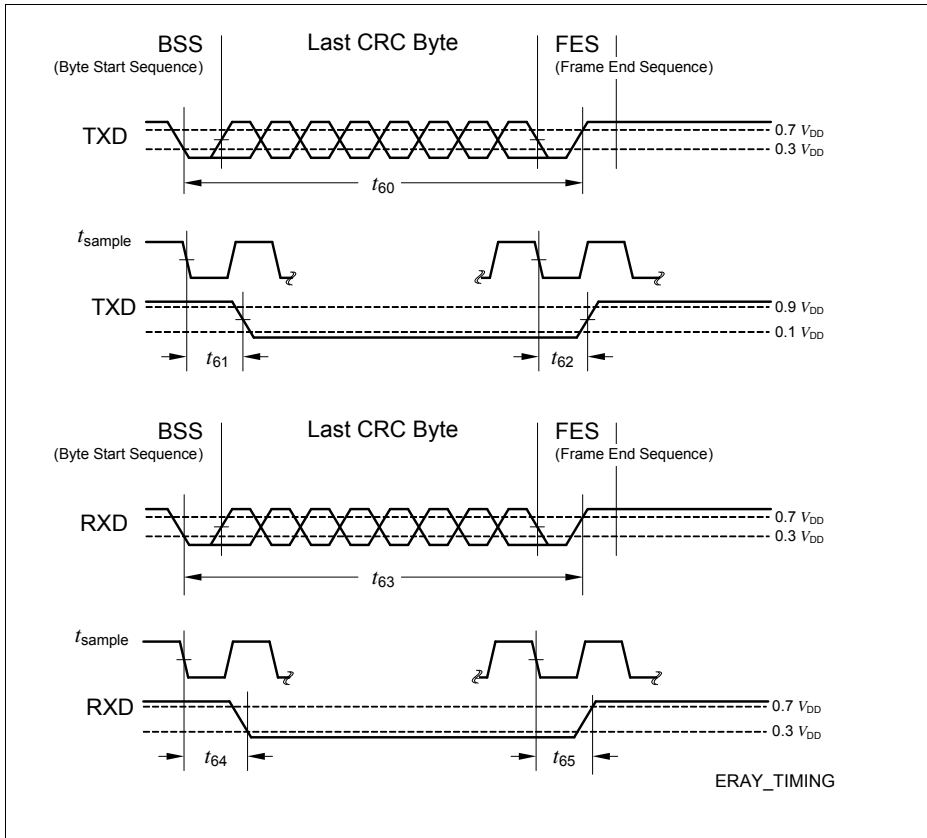 BSS Last CRC Byte FES
(Byte Start Sequence) (Frame End Sequence)
TXD
0.7 VDD
0.3 VDD
t60
tsample
TXD
0.9 VDD
0.1 VDD
t61 t62
BSS Last CRC Byte FES
(Byte Start Sequence) (Frame End Sequence)
RXD
0.7 VDD
0.3 VDD
t63
tsample
RXD
0.7 VDD
0.3 VDD
t64 t65
ERAY_TIMING